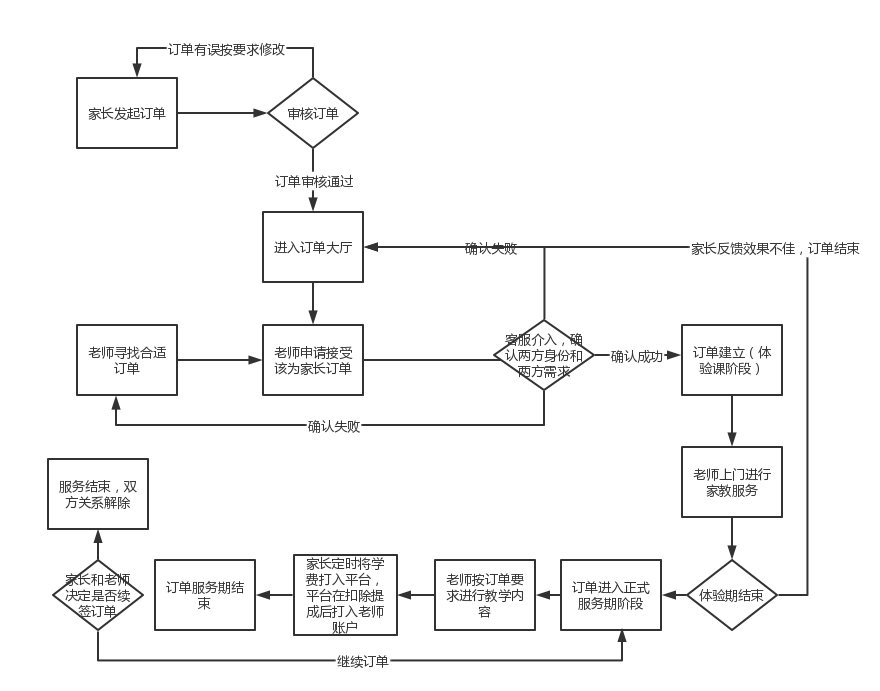 订单有误按要求修改
家长发起订单
审核订单
订单审核通过
进入订单大厅
确认失败
家长反馈效果不佳，订单结束
老师寻找合适
订单
老师申请接受
该为家长订单
客服介入，确
认两方身份和
两方需求
确认成功
订单建立（体
验课阶段）
确认失败
老师上门进行
家教服务
服务结束，双
方关系解除
家长和老师
决定是否续
签订单
订单服务期结
束
家长定时将学
费打入平台，
平台在扣除提
成后打入老师
账户
老师按订单要
求进行教学内
容
订单进入正式
服务期阶段
体验期结束
继续订单